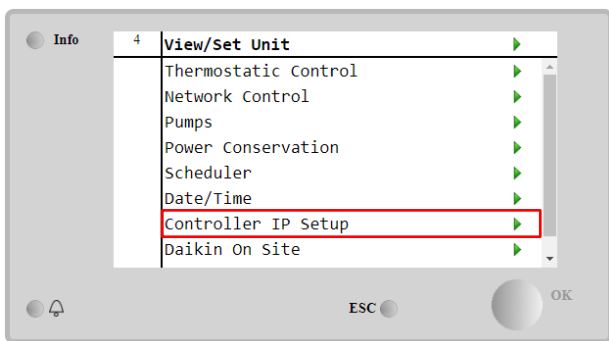 Info
4 View/Set Unit
Thermostatic Control
Network Control
Pumps
Power Conservation
Scheduler
Date/Time
Controller IP Setup
Daikin On Site
ESC
OK